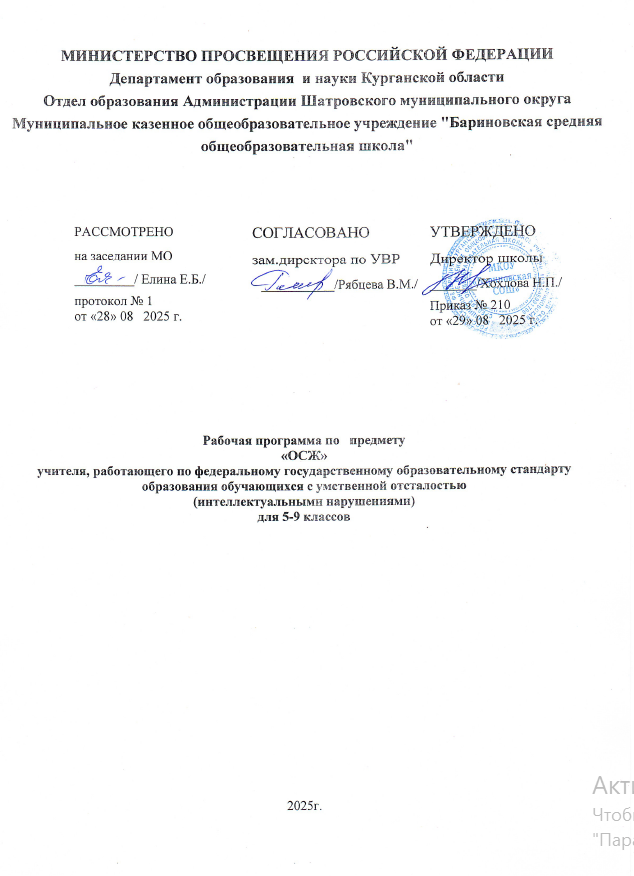 МИНИСТЕРСТВО ПРОСВЕЩЕНИЯ РОССИЙСКОЙ ФЕДЕРАЦИИ
Департамент образования и науки Курганской области
Отдел образования Администрации Шатровского муниципального округа
Муниципальное казенное общеобразовательное учреждение "Бариновская средняя
общеобразовательная школа"
РАССМОТРЕНО
на заседании МО
/ Елина Е.Б./
протокол № 1
от «28» 08 2025 г.
СОГЛАСОВАНО
зам.директора по УВР
/Рябцева В.М./
УТВЕРЖДЕНО
Директор школы
/Хохлова Н.П./
Приказ № 210
от «29» 08 2025 г.
МКОУ
СОШ»
Рабочая программа по предмету
«ОСЖ»
учителя, работающего по федеральному государственному образовательному стандарту
образования обучающихся с умственной отсталостью
(интеллектуальными нарушениями)
для 5-9 классов
2025г.
Акти
Чтобы
"Пара